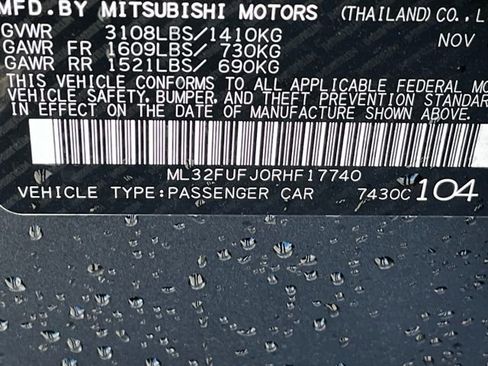 MFD.BY MITSUBISHI MOTORS (THAILAND) CO.,L
GVWR 3108LBS/1410KG NOV
GAWR FR 1609LBS/ 730KG
GAWR RR 1521LBS/ 690KG
THIS VEHICLE CONFORMS TO ALL APPLICABLE FEDERAL MO
VEHICLE SAFETY, BUMPER, AND THEFT PREVENTION STANDAR
IN EFFECT ON THE DATE OF MANUFACTURE SHOWN ABOVE.
ML32FUFJ0RHF17740
VEHICLE TYPE:PASSENGER CAR 7430C 104